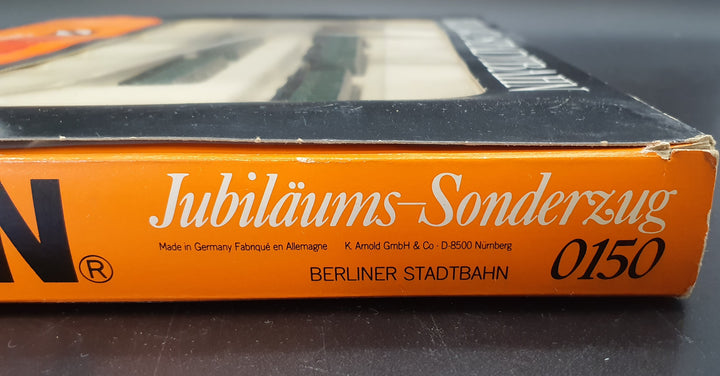 Jubiläums-Sonderzug
Made in Germany Fabriqué en Allemagne K. Arnold GmbH & Co · D-8500 Nürnberg
BERLINER STADTBAHN 0150
N®